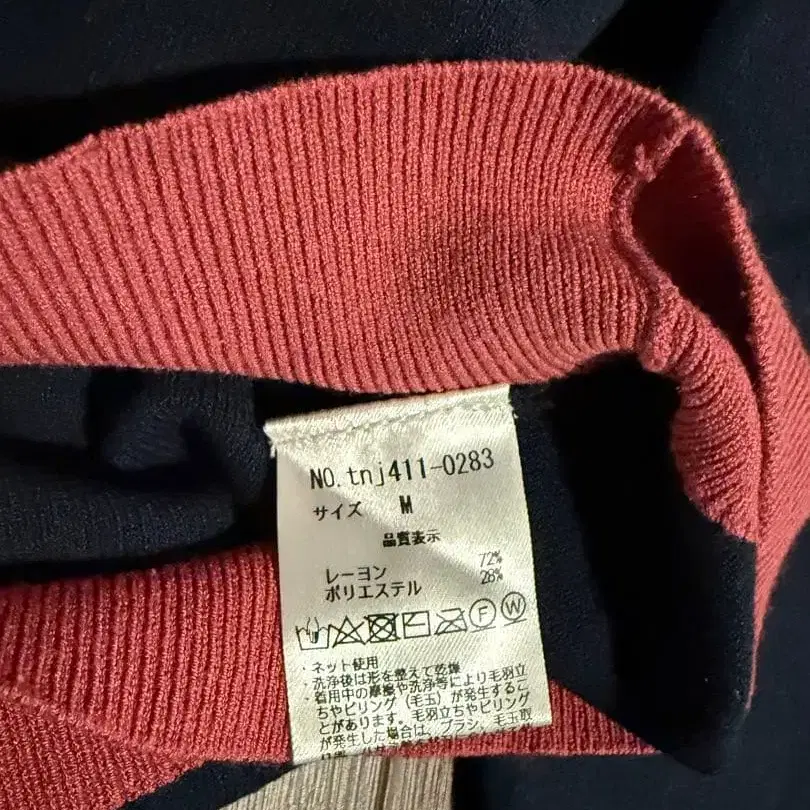 NO.tnj411-0283
サイズ M
品質表示
レーヨン 72%
ポリエステル 28%
F W
・ネット使用
・洗浄後は形を整えて乾燥
・着用中の摩擦や洗浄等により毛羽立
ちやピリング(毛玉)が発生するこ
とがあります。毛羽立ちやピリング
が発生した場合は、ブラシ、毛玉取